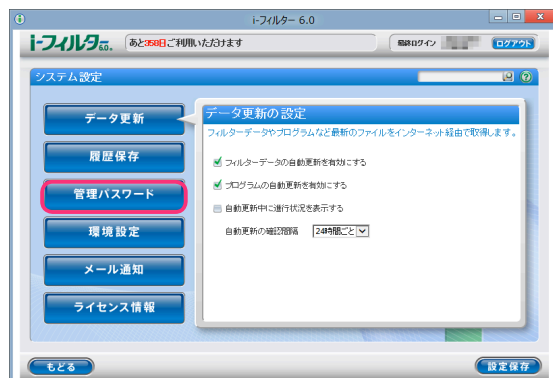 i-フィルター 6.0
i-フィルター6.0. あと358日ご利用いただけます 最終ログイン ログアウト
システム設定
データ更新
履歴保存
管理パスワード
環境設定
メール通知
ライセンス情報
データ更新の設定
フィルターデータやプログラムなど最新のファイルをインターネット経由で取得します。
フィルターデータの自動更新を有効にする
プログラムの自動更新を有効にする
自動更新中に進行状況を表示する
自動更新の確認間隔 24時間ごと
もどる 設定保存